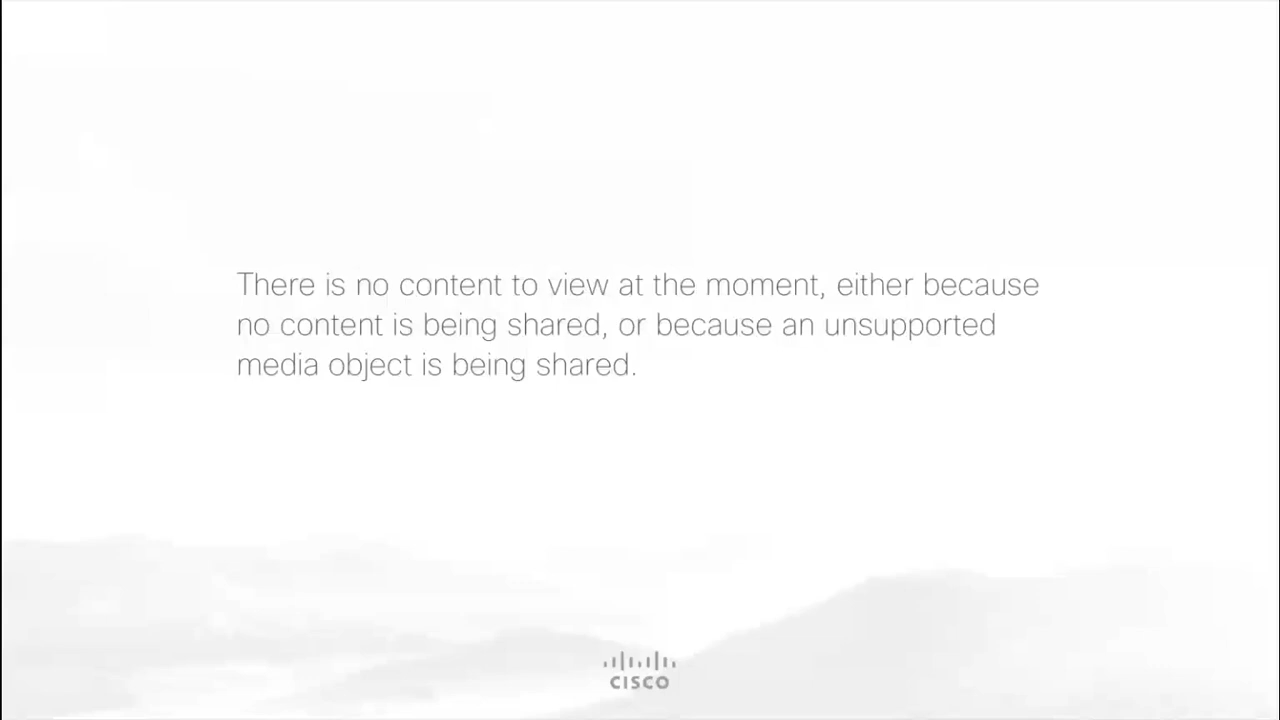 There is no content to view at the moment, either because
no content is being shared, or because an unsupported
media object is being shared.
CISCO